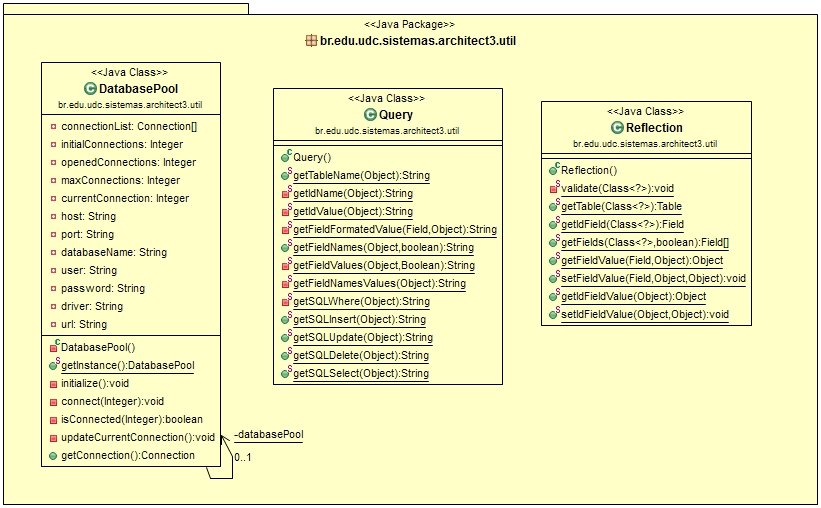 <<Java Package>>
br.edu.udc.sistemas.architect3.util
<<Java Class>>
DatabasePool
br.edu.udc.sistemas.architect3.util
connectionList: Connection[]
initialConnections: Integer
openedConnections: Integer
maxConnections: Integer
currentConnection: Integer
host: String
port: String
databaseName: String
user: String
password: String
driver: String
url: String
DatabasePool()
getInstance():DatabasePool
initialize():void
connect(Integer):void
isConnected(Integer):boolean
updateCurrentConnection():void
getConnection():Connection
-databasePool
0..1
<<Java Class>>
Query
br.edu.udc.sistemas.architect3.util
Query()
getTableName(Object):String
getIdName(Object):String
getIdValue(Object):String
getFieldFormatedValue(Field,Object):String
getFieldNames(Object,boolean):String
getFieldValues(Object,Boolean):String
getFieldNamesValues(Object):String
getSQLWhere(Object):String
getSQLInsert(Object):String
getSQLUpdate(Object):String
getSQLDelete(Object):String
getSQLSelect(Object):String
<<Java Class>>
Reflection
br.edu.udc.sistemas.architect3.util
Reflection()
validate(Class<?>):void
getTable(Class<?>):Table
getIdField(Class<?>):Field
getFields(Class<?>,boolean):Field[]
getFieldValue(Field,Object):Object
setFieldValue(Field,Object,Object):void
getIdFieldValue(Object):Object
setIdFieldValue(Object,Object):void